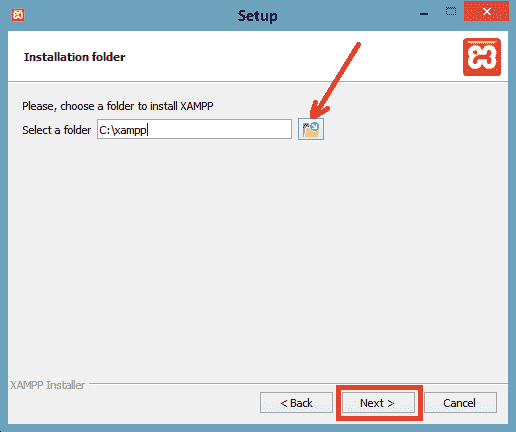 Setup
Installation folder
Please, choose a folder to install XAMPP
Select a folder C:\xampp
XAMPP Installer
< Back Next > Cancel